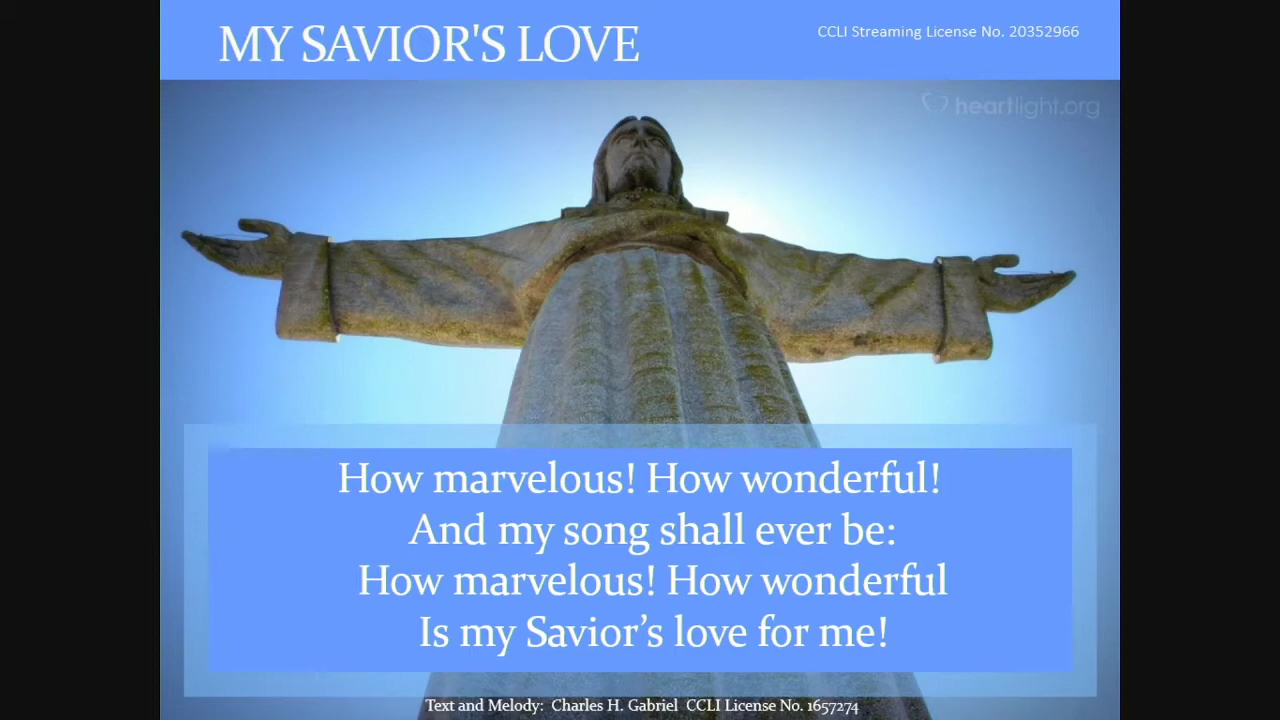 MY SAVIOR'S LOVE
CCLI Streaming License No. 20352966
heartlight.org
How marvelous! How wonderful!
And my song shall ever be:
How marvelous! How wonderful
Is my Savior’s love for me!
Text and Melody: Charles H. Gabriel CCLI License No. 1657274